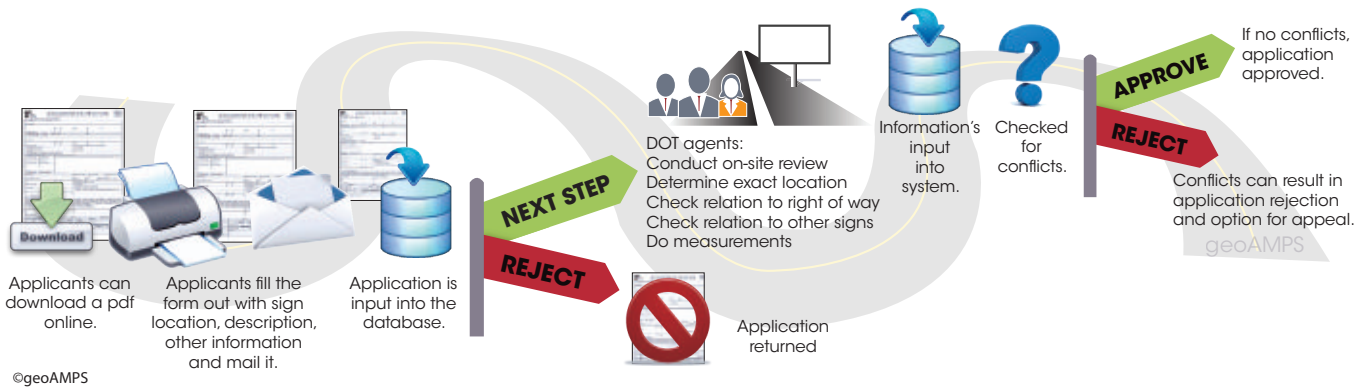 Download
Applicants can
download a pdf
online.
Applicants fill the
form out with sign
location, description,
other information
and mail it.
Application is
input into the
database.
NEXT STEP
REJECT
DOT agents:
Conduct on-site review
Determine exact location
Check relation to right of way
Check relation to other signs
Do measurements
Application
returned
Information's
input
into
system.
Checked
for
conflicts.
APPROVE
REJECT
If no conflicts,
application
approved.
Conflicts can result in
application rejection
and option for appeal.
geoAMPS
©geoAMPS